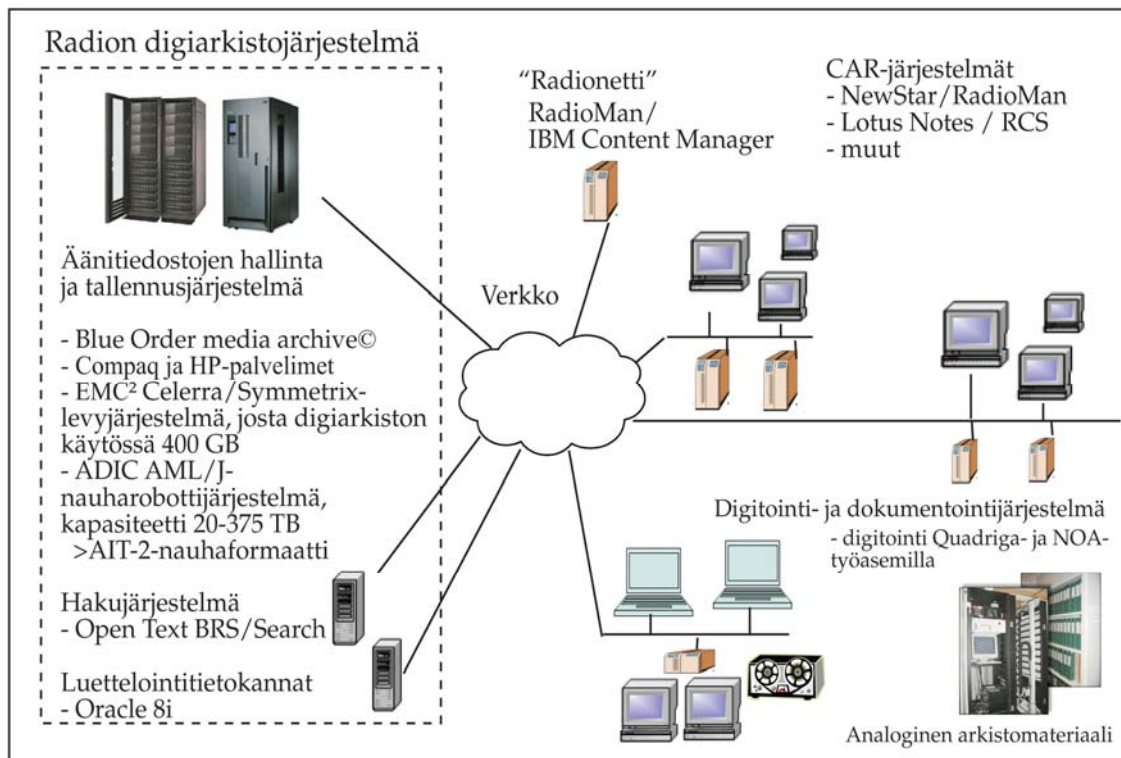 Radion digiarkistojärjestelmä
Äänitiedostojen hallinta
ja tallennusjärjestelmä
- Blue Order media archive©
- Compaq ja HP-palvelimet
- EMC² Celerra/Symmetrix-
levyjärjestelmä, josta digiarkiston
käytössä 400 GB
- ADIC AML/J-
nauharobottijärjestelmä,
kapasiteetti 20-375 TB
>AIT-2-nauhaformaatti
Hakujärjestelmä
- Open Text BRS/Search
Luettelointitietokannat
- Oracle 8i
"Radionetti"
RadioMan/
IBM Content Manager
CAR-järjestelmät
- NewStar/RadioMan
- Lotus Notes / RCS
- muut
Verkko
Digitointi- ja dokumentointijärjestelmä
- digitointi Quadriga- ja NOA-
työasemilla
Analoginen arkistomateriaali